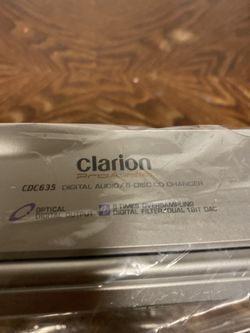 clarion
ProAudio
CDC635 DIGITAL AUDIO/6-DISC CD CHANGER
OPTICAL
DIGITAL OUTPUT
8 TIMES OVERSAMPLING
DIGITAL FILTER/DUAL 1BIT DAC